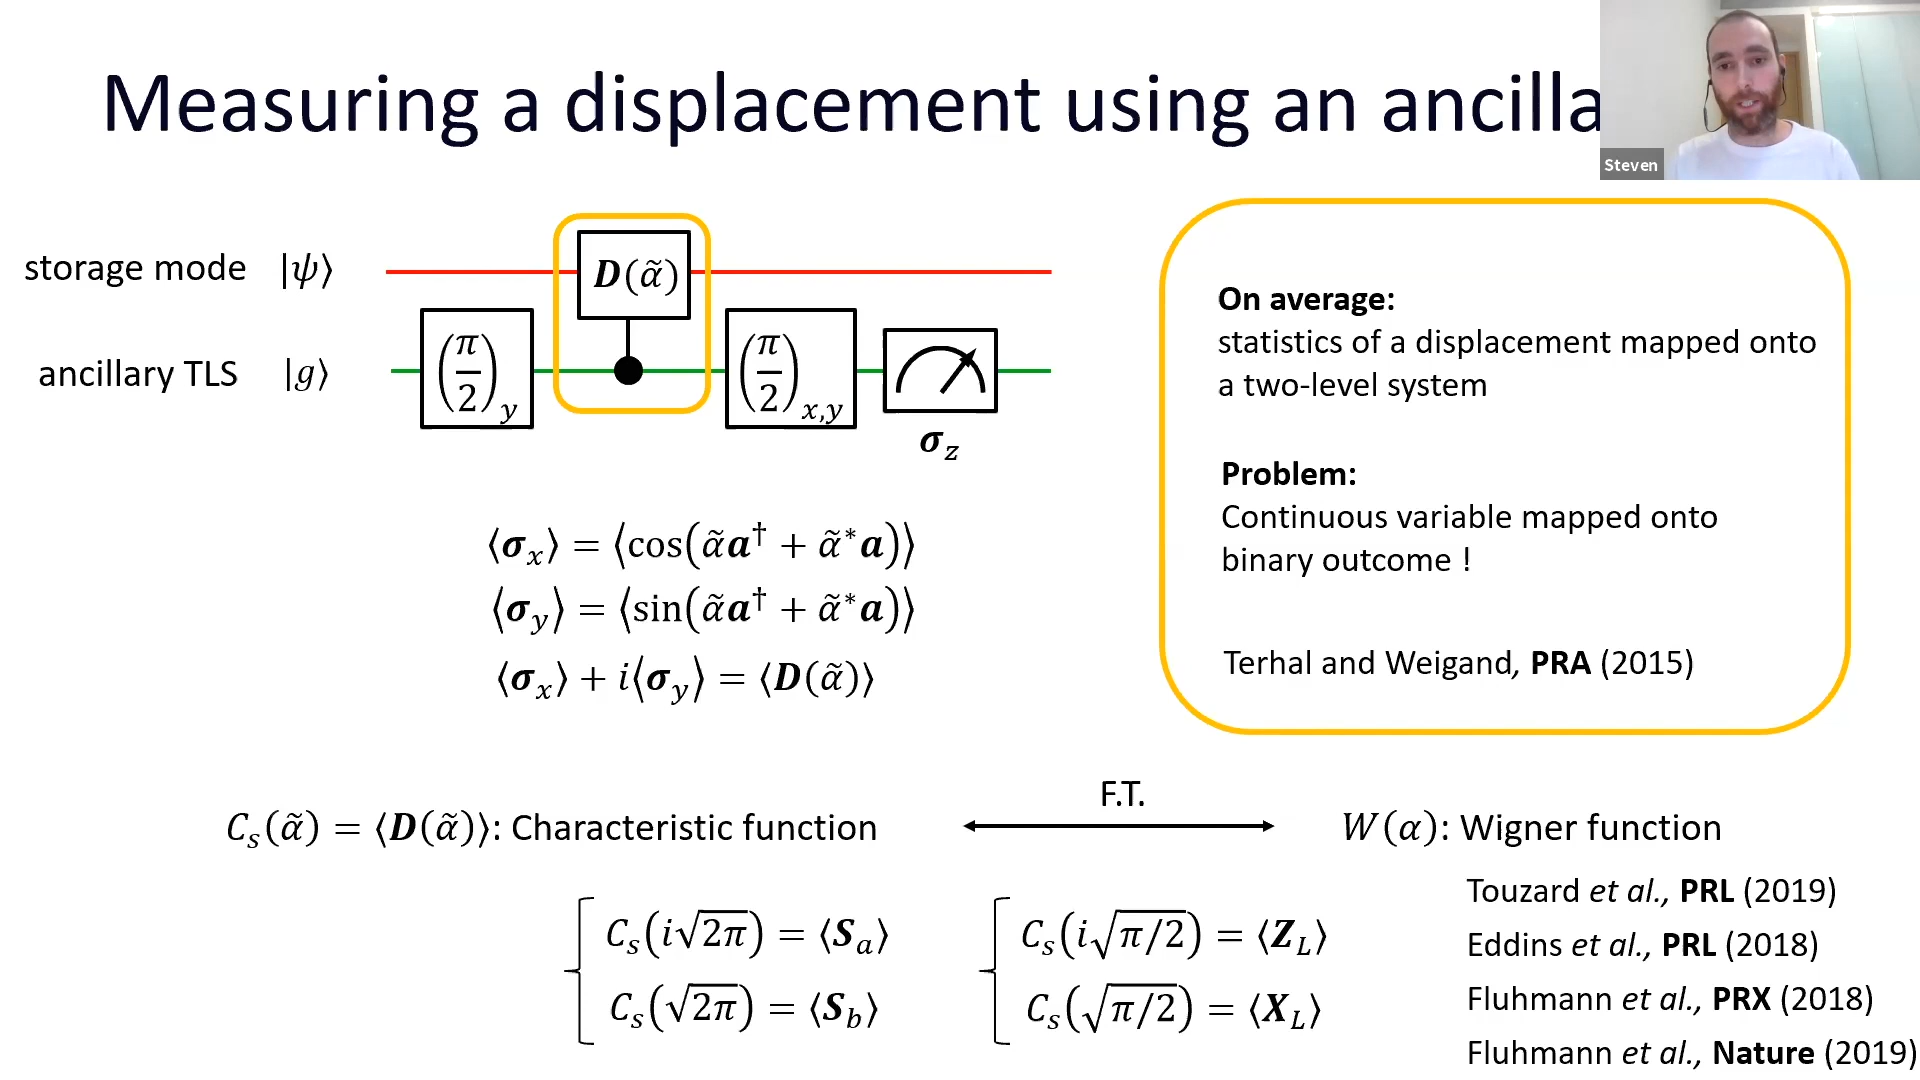 Measuring a displacement using an ancilla
Steven
storage mode |ψ⟩
D(α̃)
ancillary TLS |g⟩
(π/2)_y
(π/2)_{x,y}
σ_z
⟨σ_x⟩ = ⟨cos(α̃a† + α̃*a)⟩
⟨σ_y⟩ = ⟨sin(α̃a† + α̃*a)⟩
⟨σ_x⟩ + i⟨σ_y⟩ = ⟨D(α̃)⟩
On average:
statistics of a displacement mapped onto
a two-level system
Problem:
Continuous variable mapped onto
binary outcome !
Terhal and Weigand, PRA (2015)
F.T.
C_s(α̃) = ⟨D(α̃)⟩: Characteristic function
W(α): Wigner function
C_s(i√2π) = ⟨S_a⟩
C_s(√2π) = ⟨S_b⟩
C_s(i√π/2) = ⟨Z_L⟩
C_s(√π/2) = ⟨X_L⟩
Touzard et al., PRL (2019)
Eddins et al., PRL (2018)
Fluhmann et al., PRX (2018)
Fluhmann et al., Nature (2019)